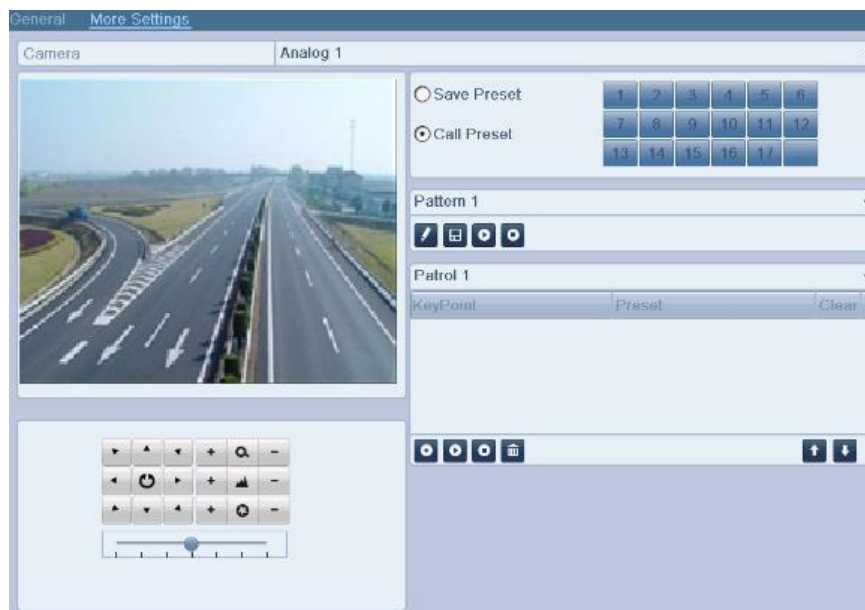 General More Settings
Camera Analog 1
Save Preset
Call Preset
1 2 3 4 5 6
7 8 9 10 11 12
13 14 15 16 17
Pattern 1
Patrol 1
KeyPoint Preset Clear